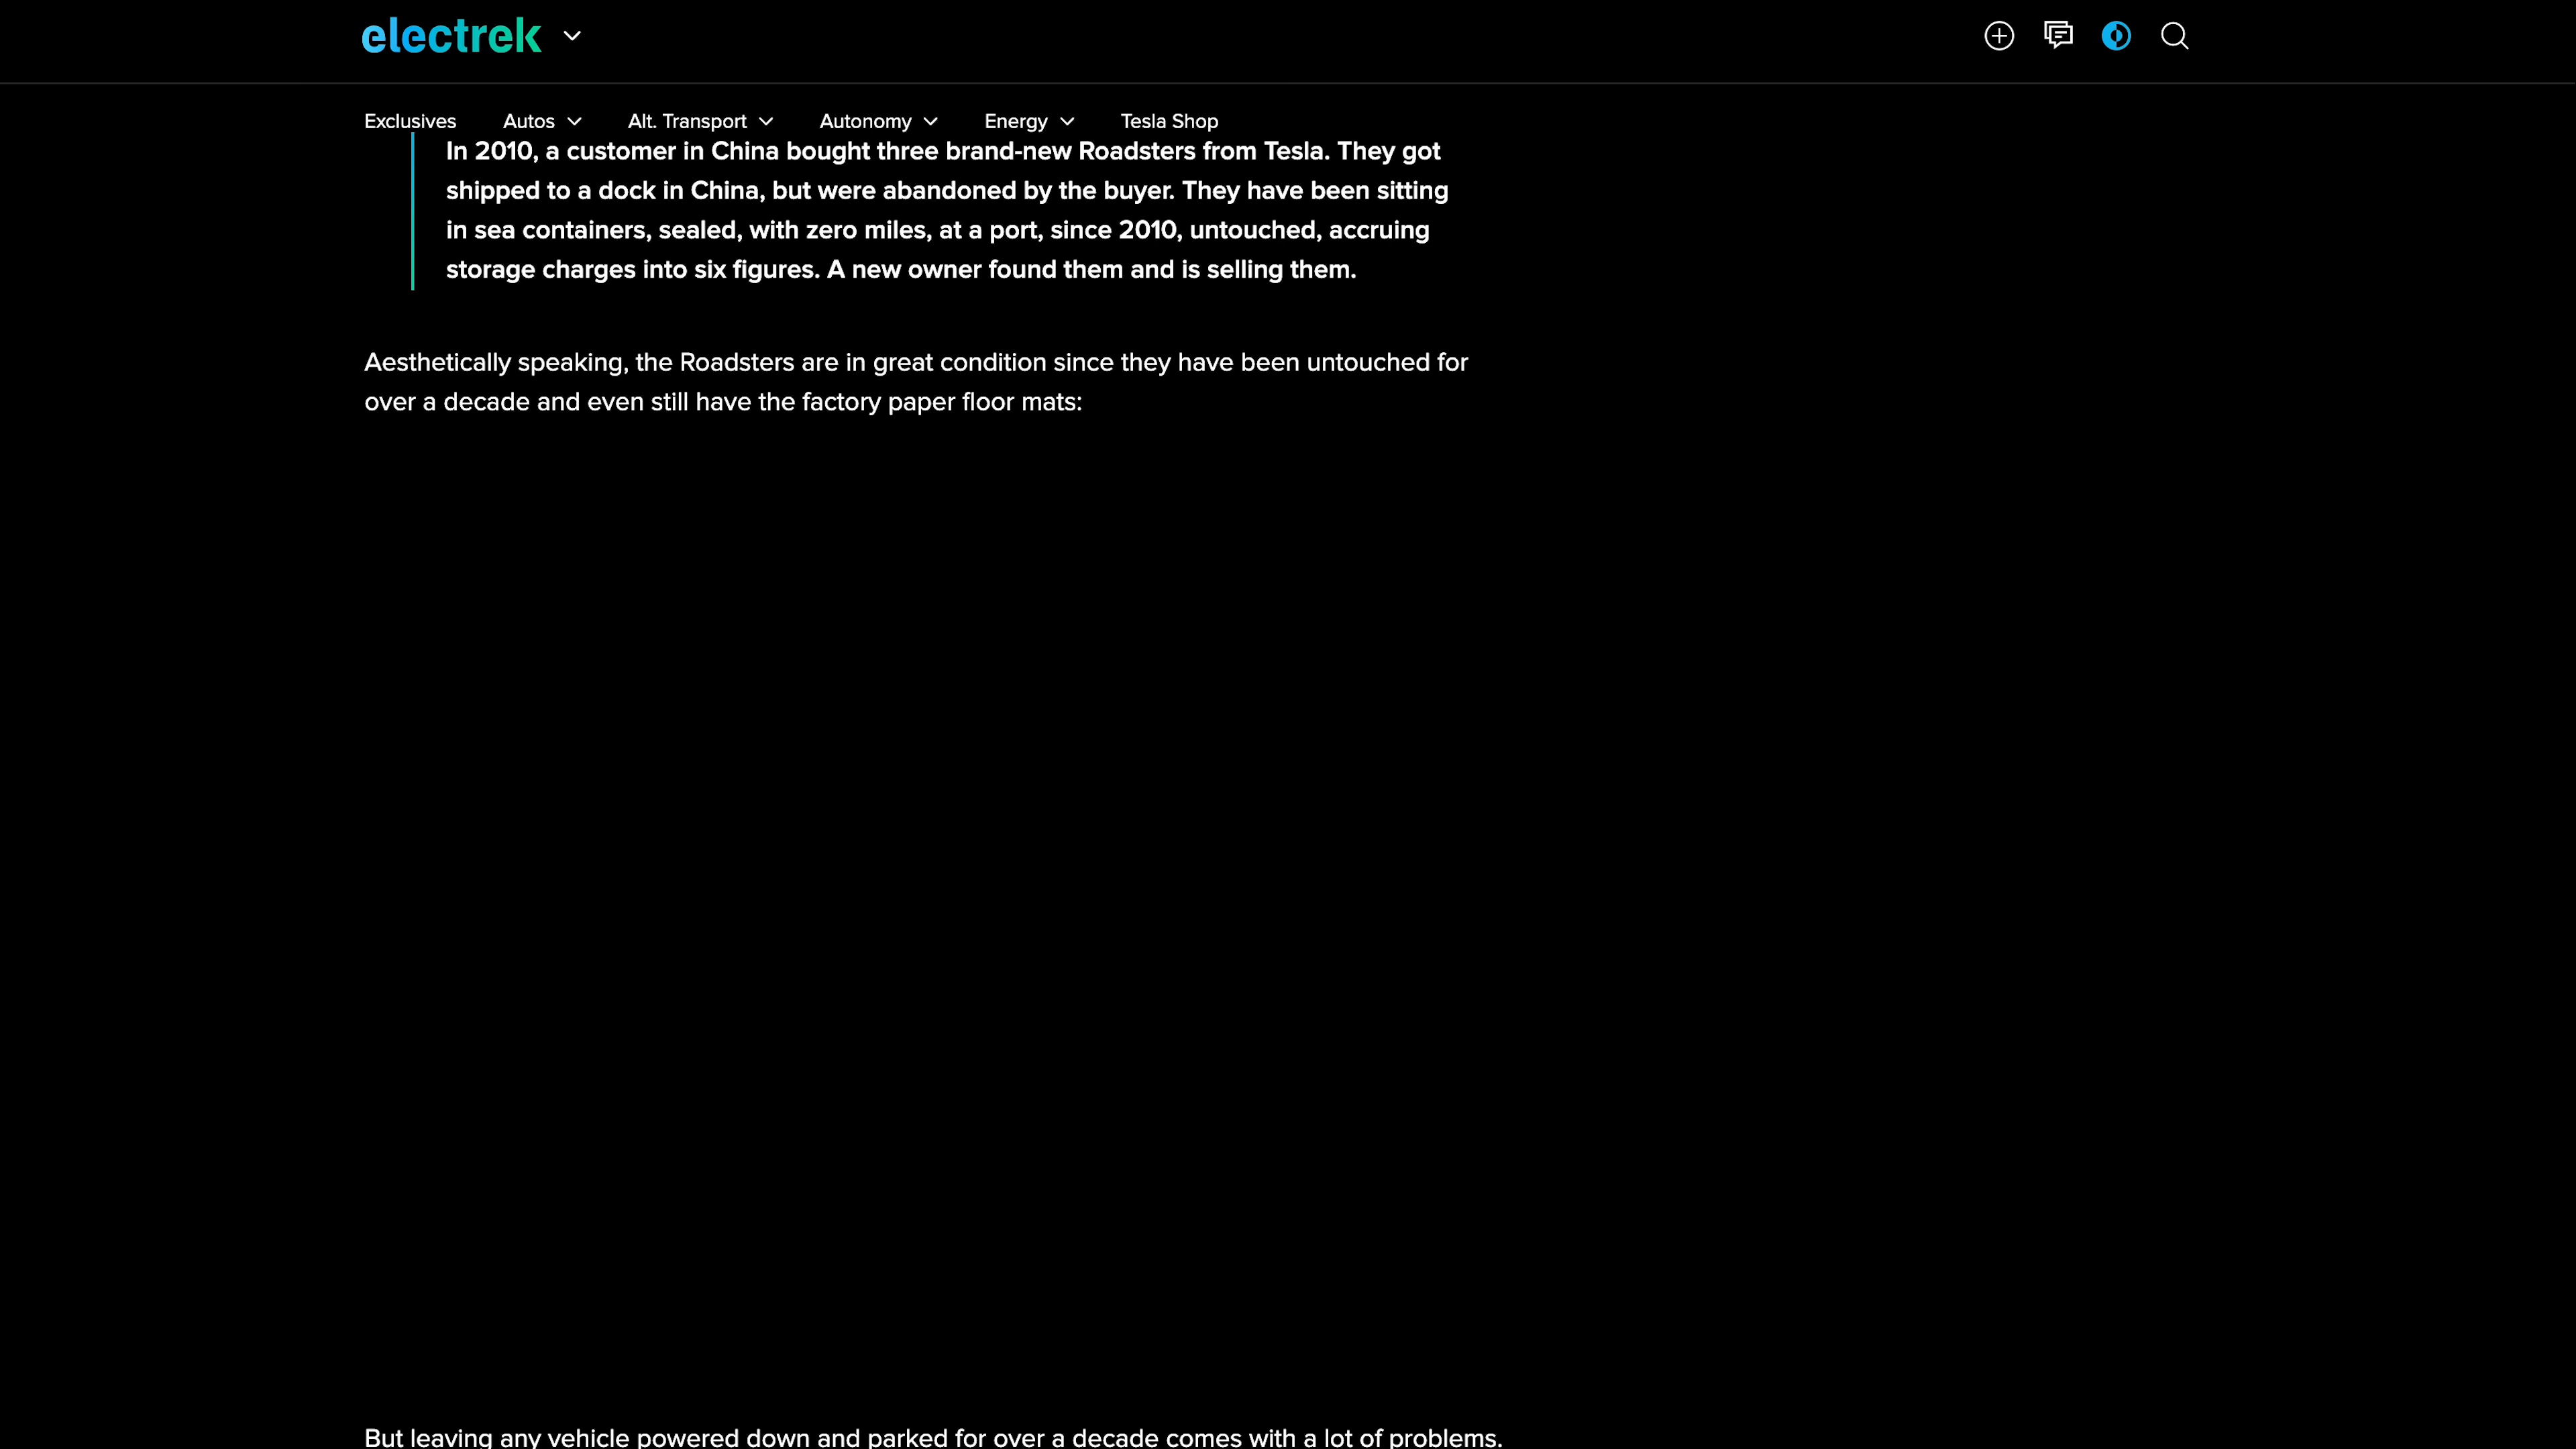 electrek
Exclusives Autos Alt. Transport Autonomy Energy Tesla Shop
In 2010, a customer in China bought three brand-new Roadsters from Tesla. They got
shipped to a dock in China, but were abandoned by the buyer. They have been sitting
in sea containers, sealed, with zero miles, at a port, since 2010, untouched, accruing
storage charges into six figures. A new owner found them and is selling them.
Aesthetically speaking, the Roadsters are in great condition since they have been untouched for
over a decade and even still have the factory paper floor mats:
But leaving any vehicle powered down and parked for over a decade comes with a lot of problems.